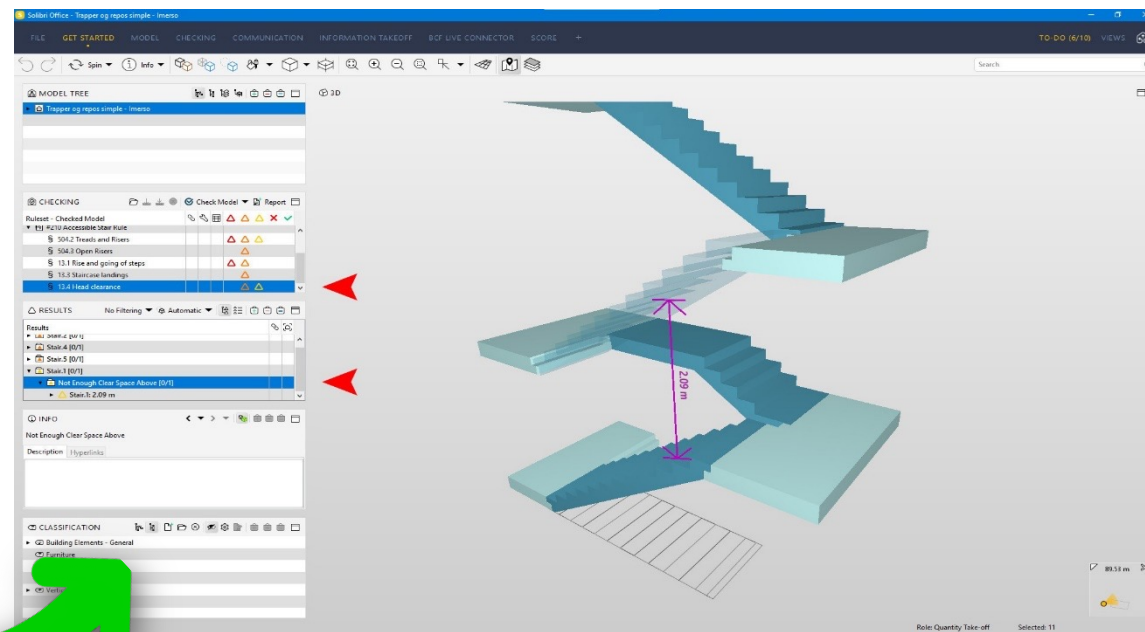 Solibri Office - Trapper og repos simple - Imerso
FILE GET STARTED MODEL CHECKING COMMUNICATION INFORMATION TAKEOFF BCF LIVE CONNECTOR SCORE + TO-DO (6/10) VIEWS
Spin Info Search
MODEL TREE
3D
Trapper og repos simple - Imerso
CHECKING Check Model Report
Ruleset - Checked Model
#210 Accessible Stair Rule
§ 504.2 Treads and Risers
§ 504.3 Open Risers
§ 13.1 Rise and going of steps
§ 13.3 Staircase landings
§ 13.4 Head clearance
RESULTS No Filtering Automatic
Results
Stair.2 [0/1]
Stair.4 [0/1]
Stair.5 [0/1]
Stair.1 [0/1]
Not Enough Clear Space Above [0/1]
Stair.1: 2.09 m
2.09 m
INFO
Not Enough Clear Space Above
Description Hyperlinks
CLASSIFICATION
Building Elements - General
Furniture
89.53 m
Role: Quantity Take-off Selected: 11